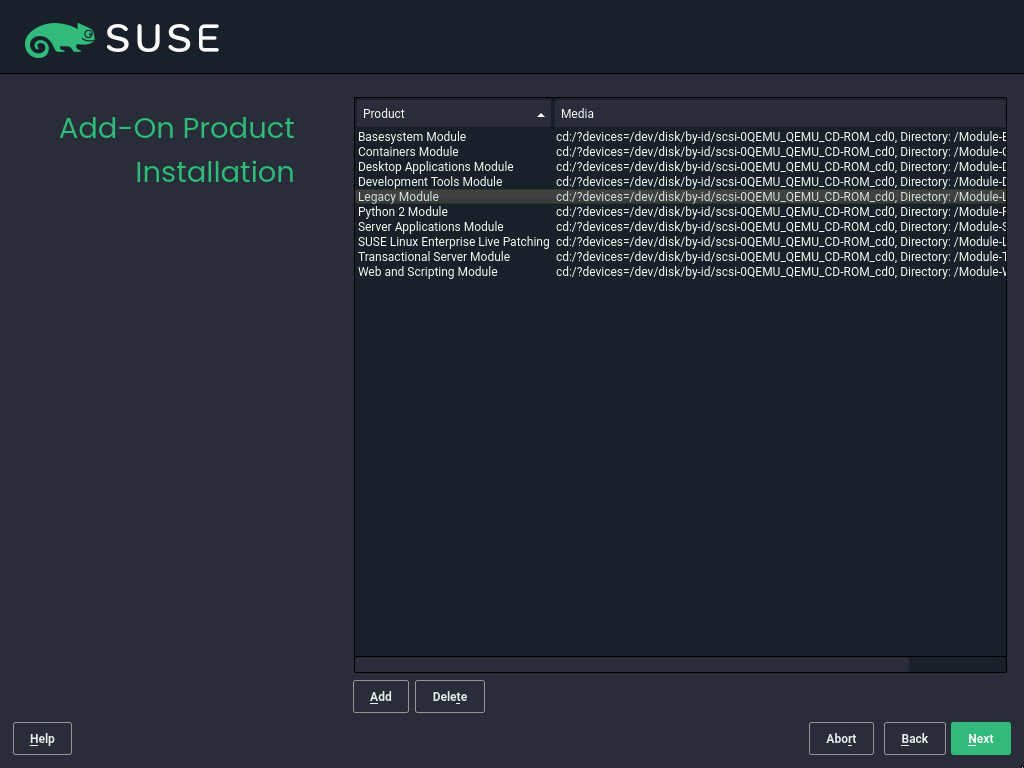 SUSE
Add-On Product
Installation
Product Media
Basesystem Module cd:/?devices=/dev/disk/by-id/scsi-0QEMU_QEMU_CD-ROM_cd0, Directory: /Module-B
Containers Module cd:/?devices=/dev/disk/by-id/scsi-0QEMU_QEMU_CD-ROM_cd0, Directory: /Module-C
Desktop Applications Module cd:/?devices=/dev/disk/by-id/scsi-0QEMU_QEMU_CD-ROM_cd0, Directory: /Module-D
Development Tools Module cd:/?devices=/dev/disk/by-id/scsi-0QEMU_QEMU_CD-ROM_cd0, Directory: /Module-D
Legacy Module cd:/?devices=/dev/disk/by-id/scsi-0QEMU_QEMU_CD-ROM_cd0, Directory: /Module-L
Python 2 Module cd:/?devices=/dev/disk/by-id/scsi-0QEMU_QEMU_CD-ROM_cd0, Directory: /Module-P
Server Applications Module cd:/?devices=/dev/disk/by-id/scsi-0QEMU_QEMU_CD-ROM_cd0, Directory: /Module-S
SUSE Linux Enterprise Live Patching cd:/?devices=/dev/disk/by-id/scsi-0QEMU_QEMU_CD-ROM_cd0, Directory: /Module-L
Transactional Server Module cd:/?devices=/dev/disk/by-id/scsi-0QEMU_QEMU_CD-ROM_cd0, Directory: /Module-T
Web and Scripting Module cd:/?devices=/dev/disk/by-id/scsi-0QEMU_QEMU_CD-ROM_cd0, Directory: /Module-W
Add Delete
Help Abort Back Next